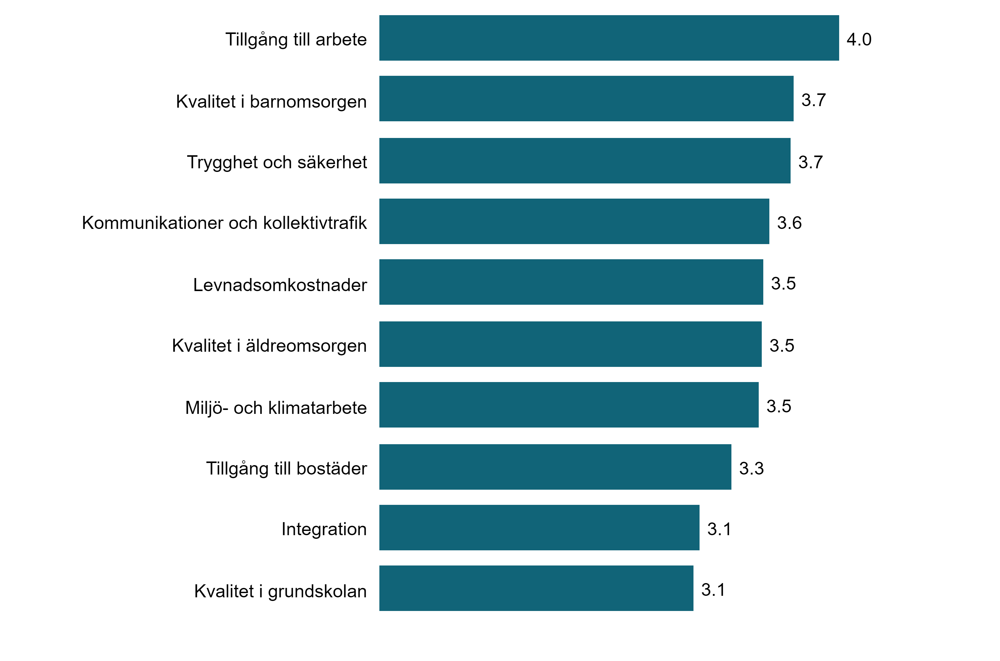 Tillgång till arbete 4.0
Kvalitet i barnomsorgen 3.7
Trygghet och säkerhet 3.7
Kommunikationer och kollektivtrafik 3.6
Levnadsomkostnader 3.5
Kvalitet i äldreomsorgen 3.5
Miljö- och klimatarbete 3.5
Tillgång till bostäder 3.3
Integration 3.1
Kvalitet i grundskolan 3.1